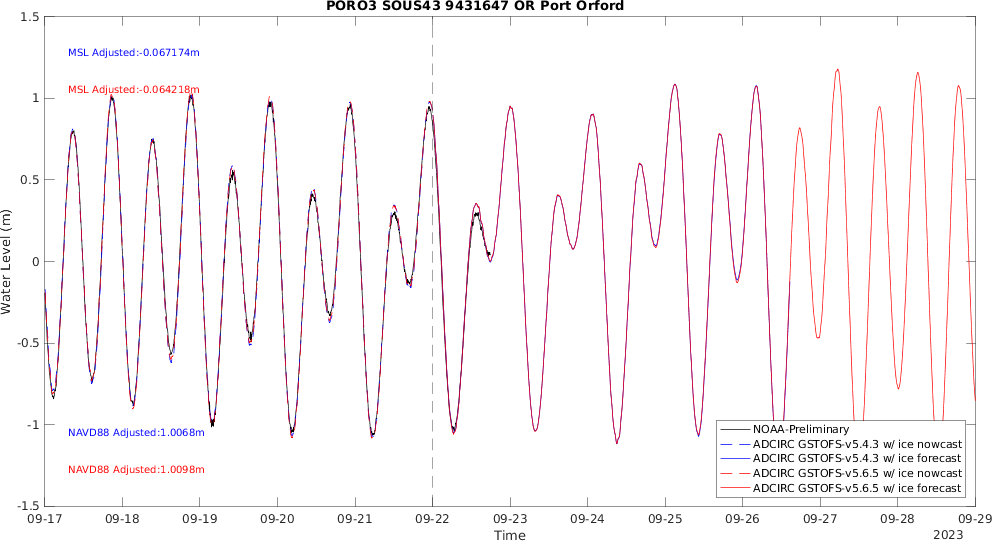 PORO3 SOUS43 9431647 OR Port Orford
1.5
1
0.5
0
-0.5
-1
-1.5
Water Level (m)
MSL Adjusted:-0.067174m
MSL Adjusted:-0.064218m
NAVD88 Adjusted:1.0068m
NAVD88 Adjusted:1.0098m
NOAA-Preliminary
ADCIRC GSTOFS-v5.4.3 w/ ice nowcast
ADCIRC GSTOFS-v5.4.3 w/ ice forecast
ADCIRC GSTOFS-v5.6.5 w/ ice nowcast
ADCIRC GSTOFS-v5.6.5 w/ ice forecast
09-17 09-18 09-19 09-20 09-21 09-22 09-23 09-24 09-25 09-26 09-27 09-28 09-29
Time
2023